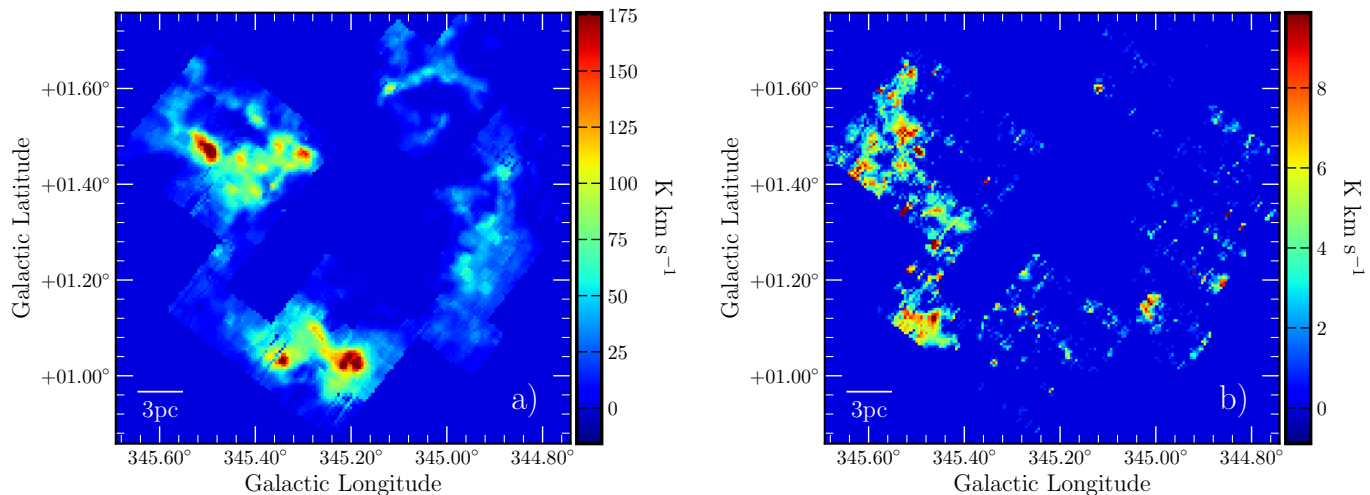 175
150
125
100
75
50
25
0
K km s⁻¹
+01.60°
+01.40°
+01.20°
+01.00°
Galactic Latitude
3pc
a)
345.60° 345.40° 345.20° 345.00° 344.80°
Galactic Longitude
8
6
4
2
0
K km s⁻¹
+01.60°
+01.40°
+01.20°
+01.00°
Galactic Latitude
3pc
b)
345.60° 345.40° 345.20° 345.00° 344.80°
Galactic Longitude